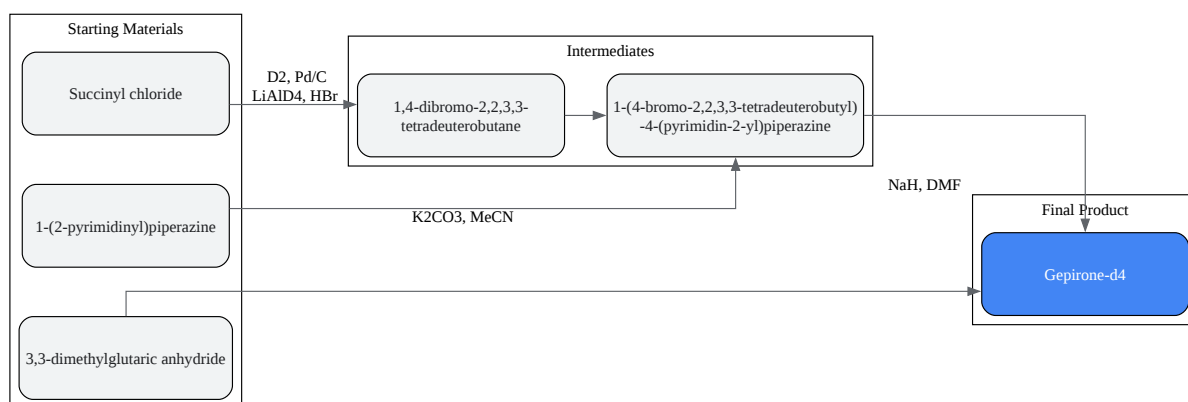 Starting Materials
Succinyl chloride
D2, Pd/C
LiAlD4, HBr
Intermediates
1,4-dibromo-2,2,3,3-
tetradeuterobutane
1-(4-bromo-2,2,3,3-tetradeuterobutyl)
-4-(pyrimidin-2-yl)piperazine
1-(2-pyrimidinyl)piperazine
K2CO3, MeCN
NaH, DMF
Final Product
Gepirone-d4
3,3-dimethylglutaric anhydride